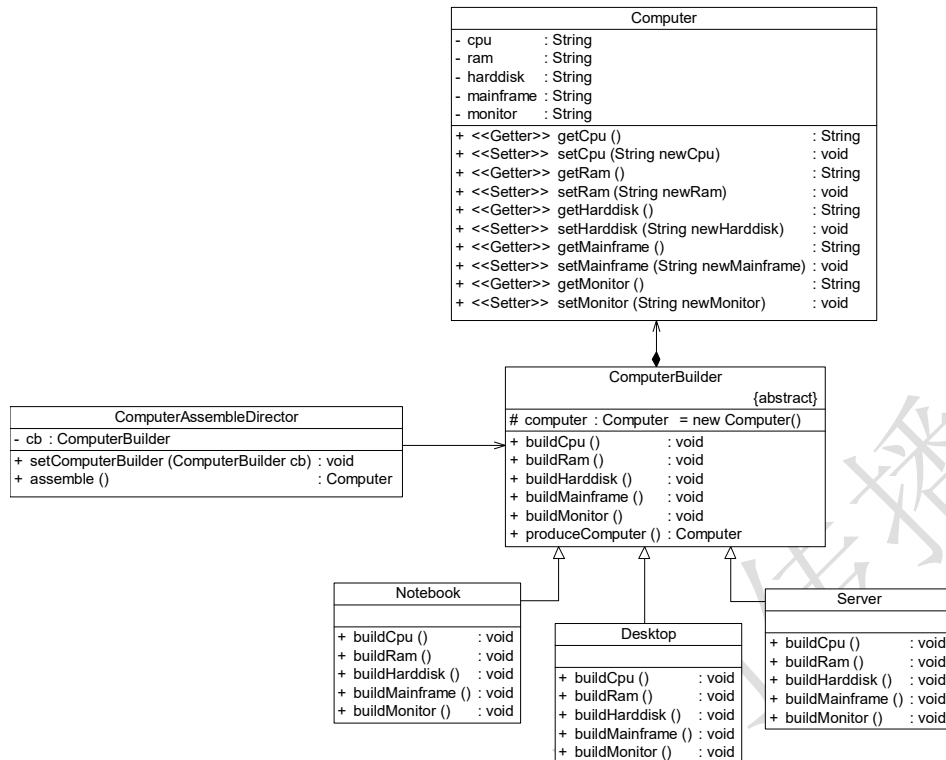 Computer
- cpu : String
- ram : String
- harddisk : String
- mainframe : String
- monitor : String
+ <<Getter>> getCpu () : String
+ <<Setter>> setCpu (String newCpu) : void
+ <<Getter>> getRam () : String
+ <<Setter>> setRam (String newRam) : void
+ <<Getter>> getHarddisk () : String
+ <<Setter>> setHarddisk (String newHarddisk) : void
+ <<Getter>> getMainframe () : String
+ <<Setter>> setMainframe (String newMainframe) : void
+ <<Getter>> getMonitor () : String
+ <<Setter>> setMonitor (String newMonitor) : void
ComputerBuilder
{abstract}
# computer : Computer = new Computer()
+ buildCpu () : void
+ buildRam () : void
+ buildHarddisk () : void
+ buildMainframe () : void
+ buildMonitor () : void
+ produceComputer () : Computer
ComputerAssembleDirector
- cb : ComputerBuilder
+ setComputerBuilder (ComputerBuilder cb) : void
+ assemble () : Computer
Notebook
+ buildCpu () : void
+ buildRam () : void
+ buildHarddisk () : void
+ buildMainframe () : void
+ buildMonitor () : void
Desktop
+ buildCpu () : void
+ buildRam () : void
+ buildHarddisk () : void
+ buildMainframe () : void
+ buildMonitor () : void
Server
+ buildCpu () : void
+ buildRam () : void
+ buildHarddisk () : void
+ buildMainframe () : void
+ buildMonitor () : void
传播